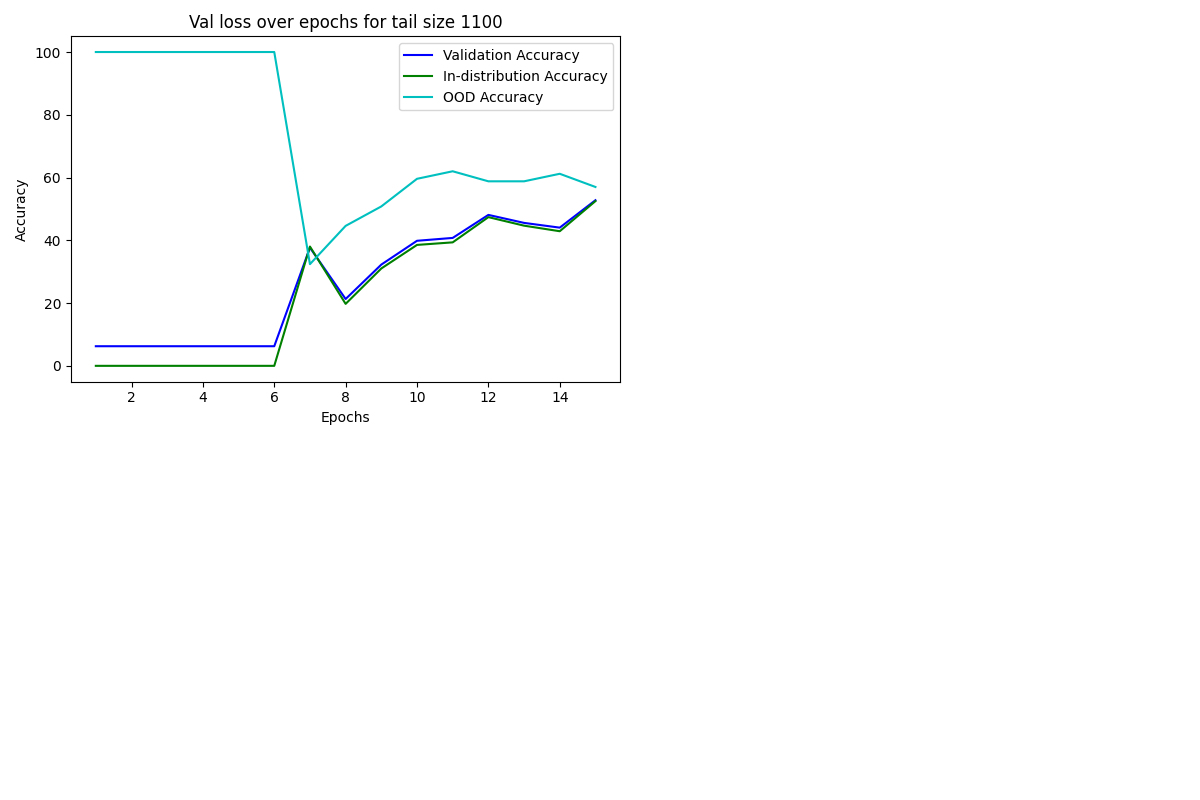 Val loss over epochs for tail size 1100
Accuracy
100
80
60
40
20
0
Validation Accuracy
In-distribution Accuracy
OOD Accuracy
2 4 6 8 10 12 14
Epochs